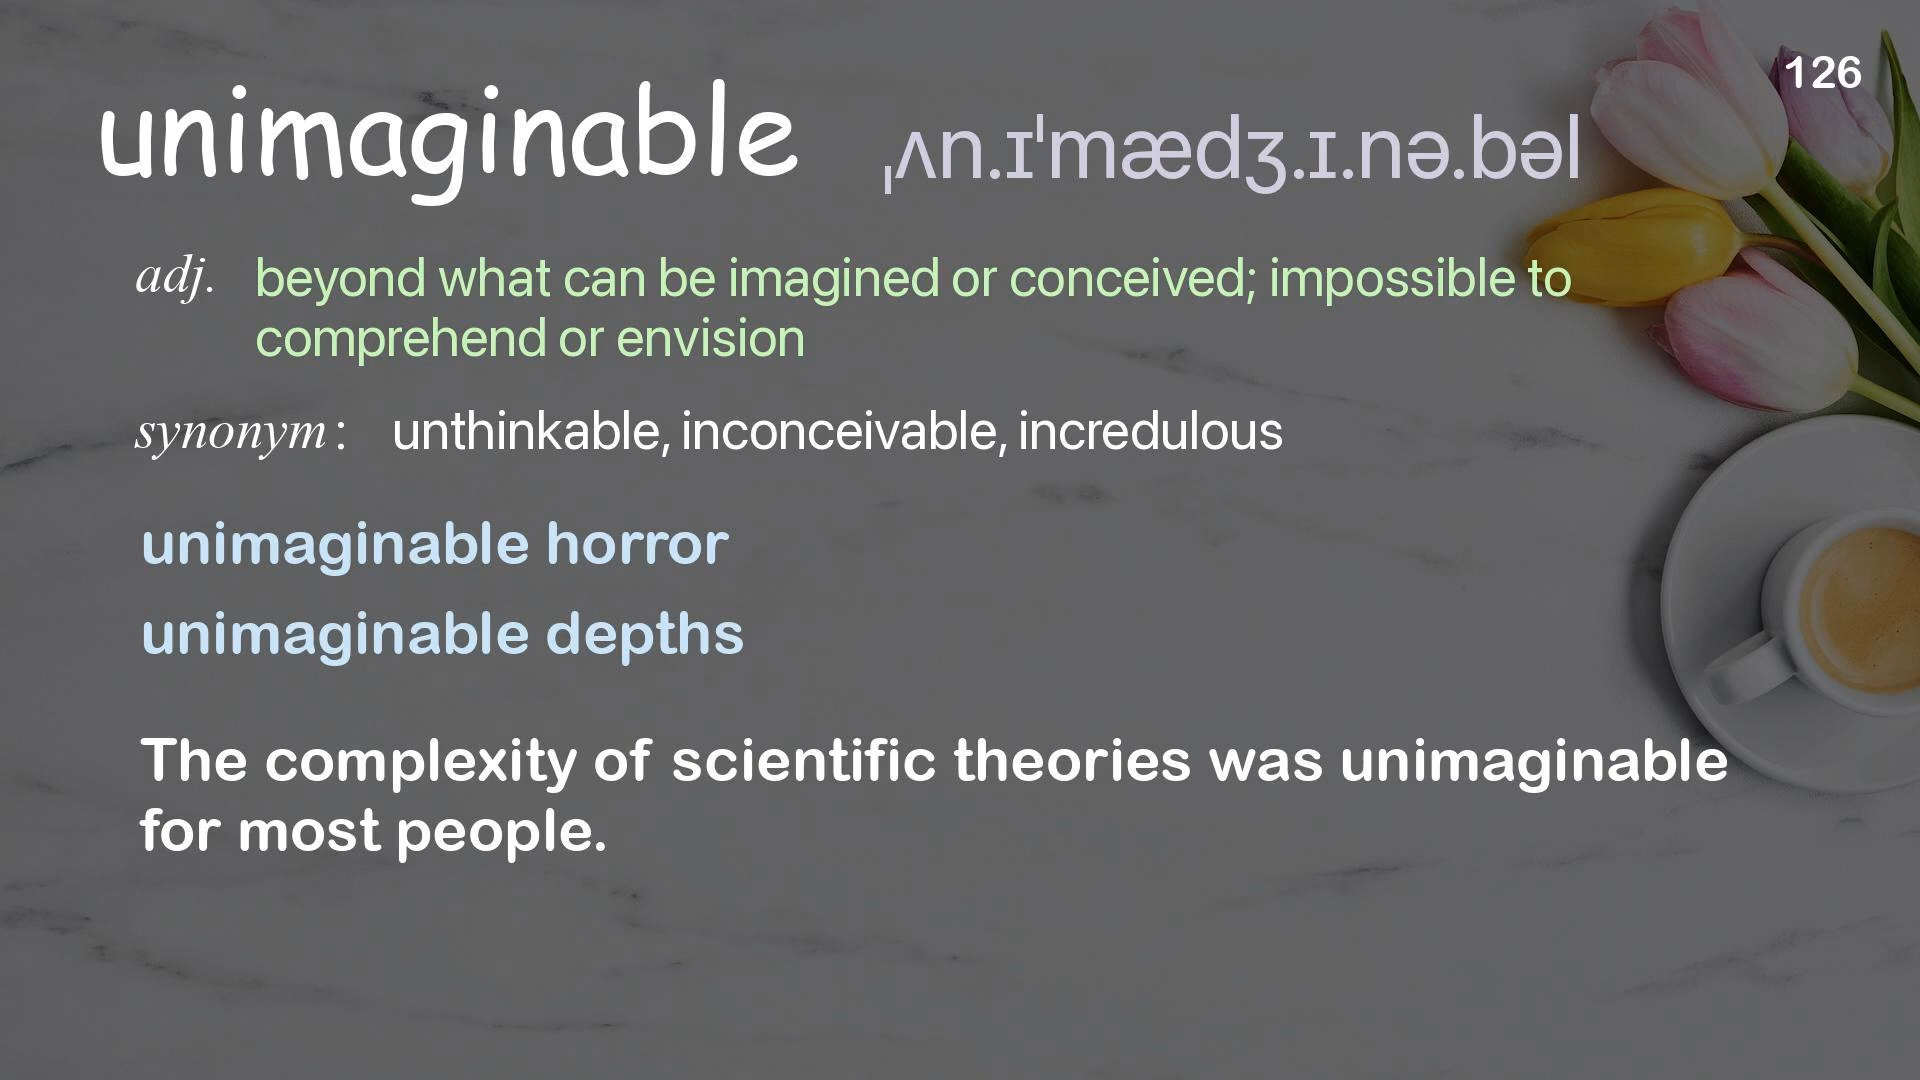 126
unimaginable ˌʌn.ɪˈmædʒ.ɪ.nə.bəl
adj. beyond what can be imagined or conceived; impossible to
comprehend or envision
synonym: unthinkable, inconceivable, incredulous
unimaginable horror
unimaginable depths
The complexity of scientific theories was unimaginable
for most people.